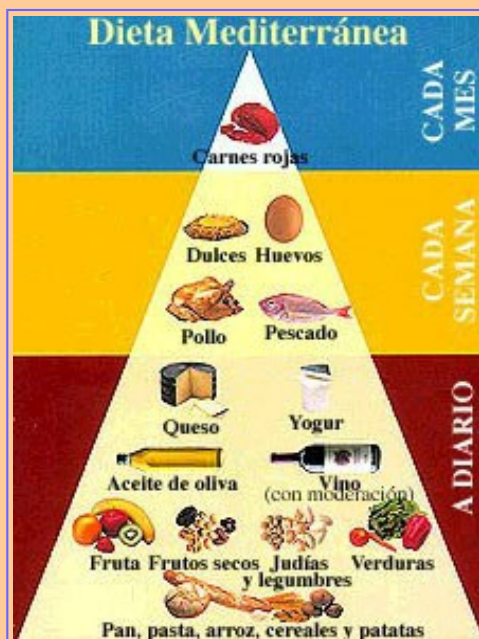 Dieta Mediterránea
CADA
MES
Carnes rojas
CADA
SEMANA
Dulces Huevos
Pollo Pescado
A DIARIO
Queso Yogur
Aceite de oliva Vino
(con moderación)
Fruta Frutos secos Judías Verduras
y legumbres
Pan, pasta, arroz, cereales y patatas